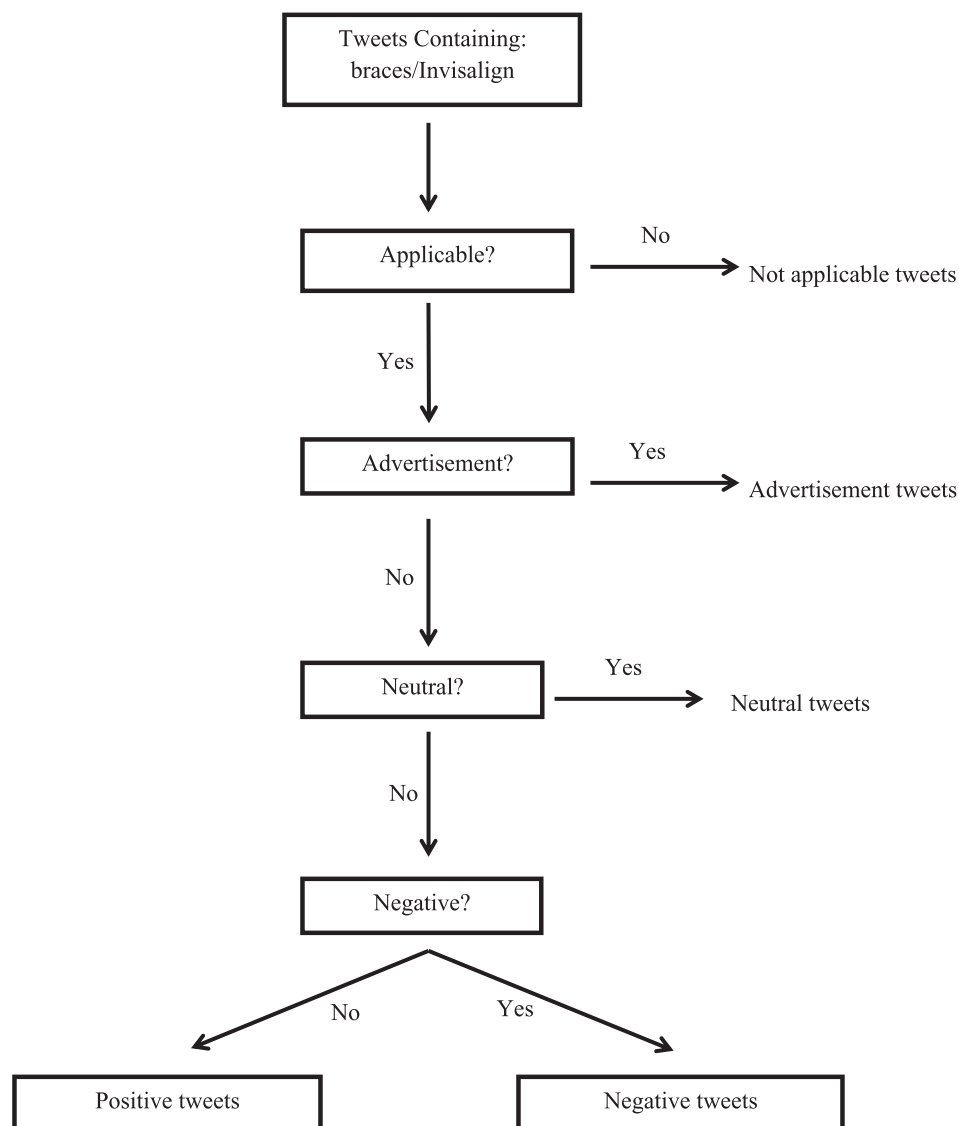 Tweets Containing:
braces/Invisalign
Applicable?
No
Not applicable tweets
Yes
Advertisement?
Yes
Advertisement tweets
No
Neutral?
Yes
Neutral tweets
No
Negative?
No
Yes
Positive tweets
Negative tweets